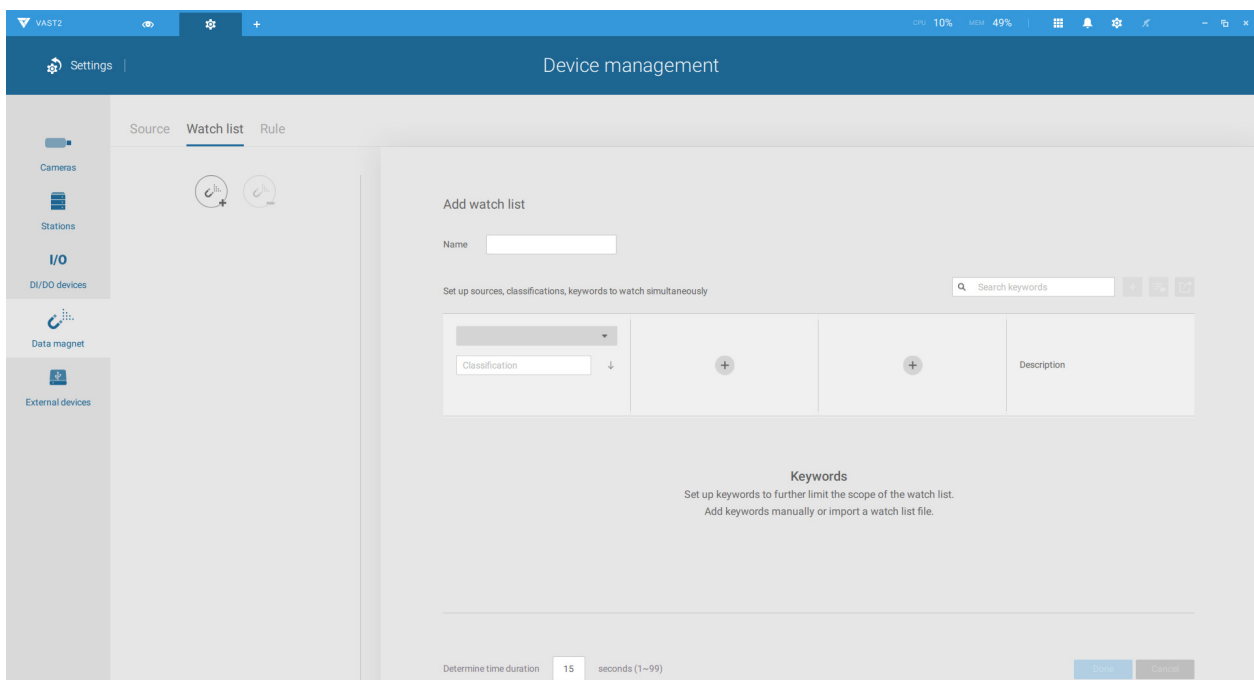 VAST2
CPU 10% MEM 49%
Settings
Device management
Source Watch list Rule
Cameras
Stations
I/O
DI/DO devices
Data magnet
External devices
Add watch list
Name
Set up sources, classifications, keywords to watch simultaneously
Search keywords
Classification
Description
Keywords
Set up keywords to further limit the scope of the watch list.
Add keywords manually or import a watch list file.
Determine time duration 15 seconds (1~99)
Done Cancel